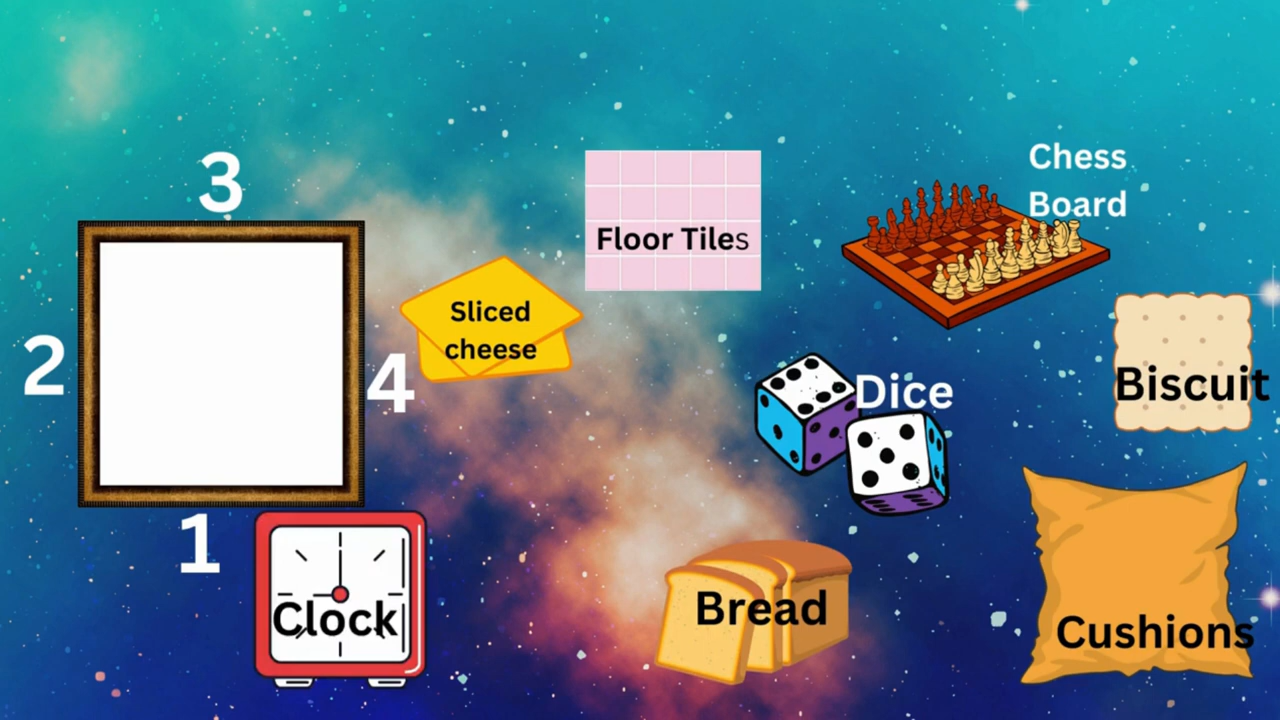 3
2
4
1
Sliced
cheese
Floor Tiles
Chess
Board
Dice
Biscuit
Clock
Bread
Cushions